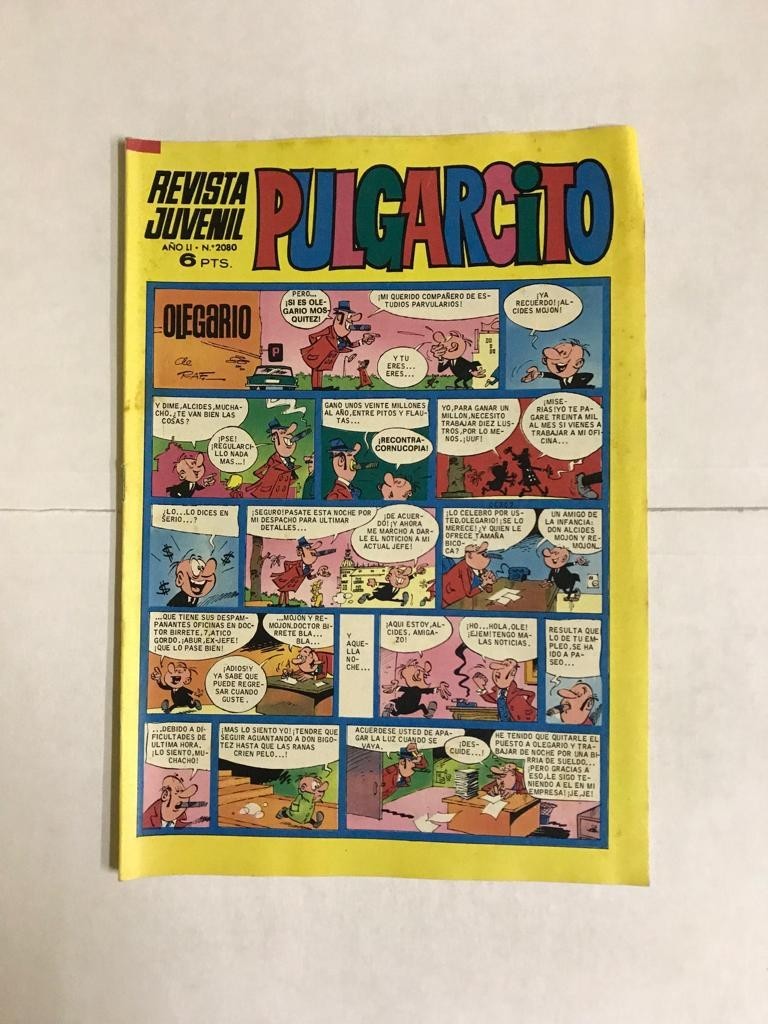 REVISTA
JUVENIL
AÑO LI - N.º 2080
6 PTS.
PULGARCITO
OLEGARIO
de
RAF
P
PERO...
¡SI ES OLE-
GARIO MOS-
QUITEZ!
¡MI QUERIDO COMPAÑERO DE ES-
TUDIOS PARVULARIOS!
Y TU
ERES...
ERES...
¡YA
RECUERDO! ¡AL-
CIDES MOJON!
Y DIME, ALCIDES, MUCHA-
CHO. ¿TE VAN BIEN LAS
COSAS?
¡PSE!
¡REGULARCI-
LLO NADA
MAS...!
GANO UNOS VEINTE MILLONES
AL AÑO, ENTRE PITOS Y FLAU-
TAS...
¡RECONTRA-
CORNUCOPIA!
YO, PARA GANAR UN
MILLON, NECESITO
TRABAJAR DIEZ LUS-
TROS, POR LO ME-
NOS. ¡UUF!
¡MISE-
RIAS! ¡YO TE PA-
GARE TREINTA MIL
AL MES SI VIENES A
TRABAJAR A MI OFI-
CINA...
¿LO...LO DICES EN
SERIO...?
¡SEGURO! PASATE ESTA NOCHE POR
MI DESPACHO PARA ULTIMAR
DETALLES...
¡DE ACUER-
DO! ¡Y AHORA
ME MARCHO A DAR-
LE EL NOTICION A MI
ACTUAL JEFE!
¡LO CELEBRO POR US-
TED, OLEGARIO! ¡SE LO
MERECE! ¿Y QUIEN LE
OFRECE TAMAÑA
BICO-
CA?
UN AMIGO DE
LA INFANCIA:
DON ALCIDES
MOJON Y RE-
MOJON...
...QUE TIENE SUS DESPAM-
PANANTES OFICINAS EN DOC-
TOR BIRRETE, 7, ATICO
GORDO. ¡ABUR, EX-JEFE!
¡QUE LO PASE BIEN!
¡ADIOS! Y
YA SABE QUE
PUEDE REGRE-
SAR CUANDO
GUSTE.
...MOJON Y RE-
MOJON. DOCTOR BI-
RRETE BLA...
BLA...
Y
AQUE-
LLA
NO-
CHE...
¡AQUI ESTOY, AL-
CIDES, AMIGA-
ZO!
¡HO...HOLA, OLE!
¡EJEM! TENGO MA-
LAS NOTICIAS.
RESULTA QUE
LO DE TU EM-
PLEO, SE HA
IDO A PA-
SEO...
...DEBIDO A DI-
FICULTADES DE
ULTIMA HORA.
¡LO SIENTO, MU-
CHACHO!
¡MAS LO SIENTO YO! ¡TENDRE QUE
SEGUIR AGUANTANDO A DON BIGO-
TEZ HASTA QUE LAS RANAS
CRIEN PELO...!
ACUERDESE USTED DE APA-
GAR LA LUZ CUANDO SE
VAYA.
¡DES-
CUIDE...!
HE TENIDO QUE QUITARLE EL
PUESTO A OLEGARIO Y TRA-
BAJAR DE NOCHE POR UNA BI-
RRIA DE SUELDO...
¡PERO GRACIAS A
ESO, LE SIGO TE-
NIENDO A EL EN MI
EMPRESA! ¡JE, JE!